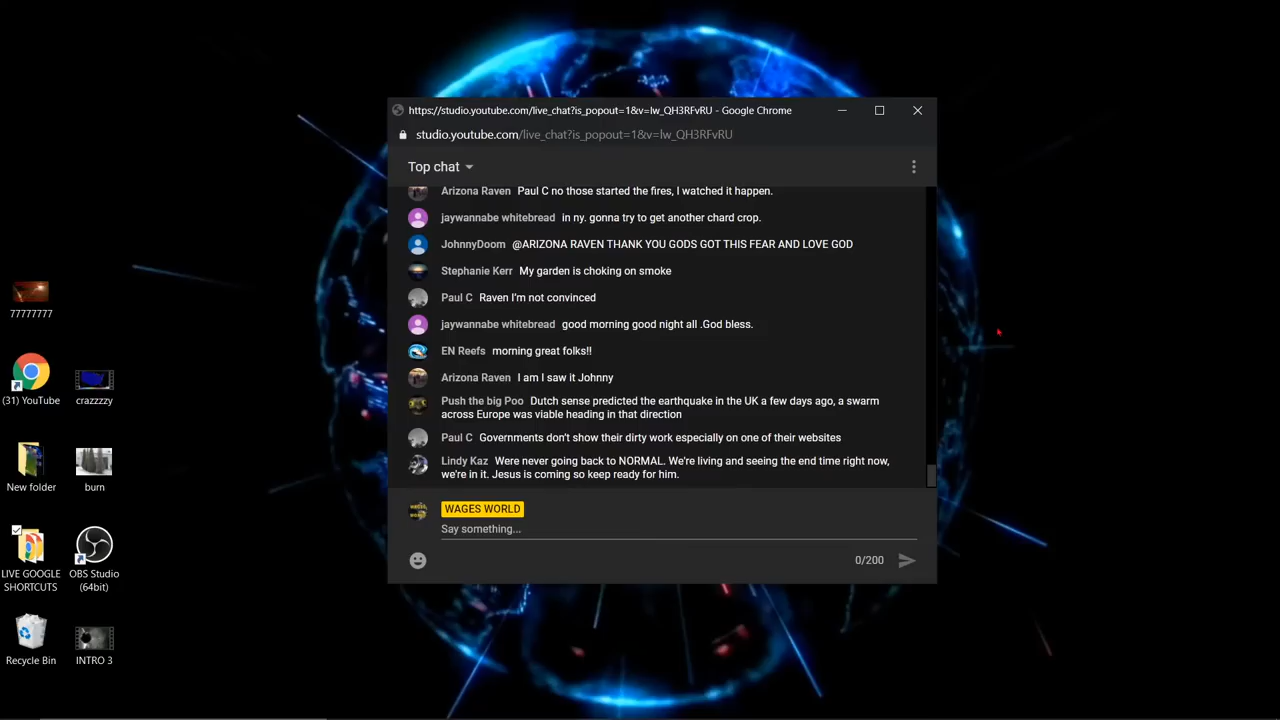 https://studio.youtube.com/live_chat?is_popout=1&v=lw_QH3RFvRU - Google Chrome
studio.youtube.com/live_chat?is_popout=1&v=lw_QH3RFvRU
Top chat
Arizona Raven Paul C no those started the fires, I watched it happen.
jaywannabe whitebread in ny. gonna try to get another chard crop.
JohnnyDoom @ARIZONA RAVEN THANK YOU GODS GOT THIS FEAR AND LOVE GOD
Stephanie Kerr My garden is choking on smoke
Paul C Raven I'm not convinced
jaywannabe whitebread good morning good night all .God bless.
EN Reefs morning great folks!!
Arizona Raven I am I saw it Johnny
Push the big Poo Dutch sense predicted the earthquake in the UK a few days ago, a swarm
across Europe was viable heading in that direction
Paul C Governments don't show their dirty work especially on one of their websites
Lindy Kaz Were never going back to NORMAL. We're living and seeing the end time right now,
we're in it. Jesus is coming so keep ready for him.
WAGES WORLD
Say something...
0/200
77777777
(31) YouTube
crazzzzy
New folder
burn
LIVE GOOGLE
SHORTCUTS
OBS Studio
(64bit)
Recycle Bin
INTRO 3